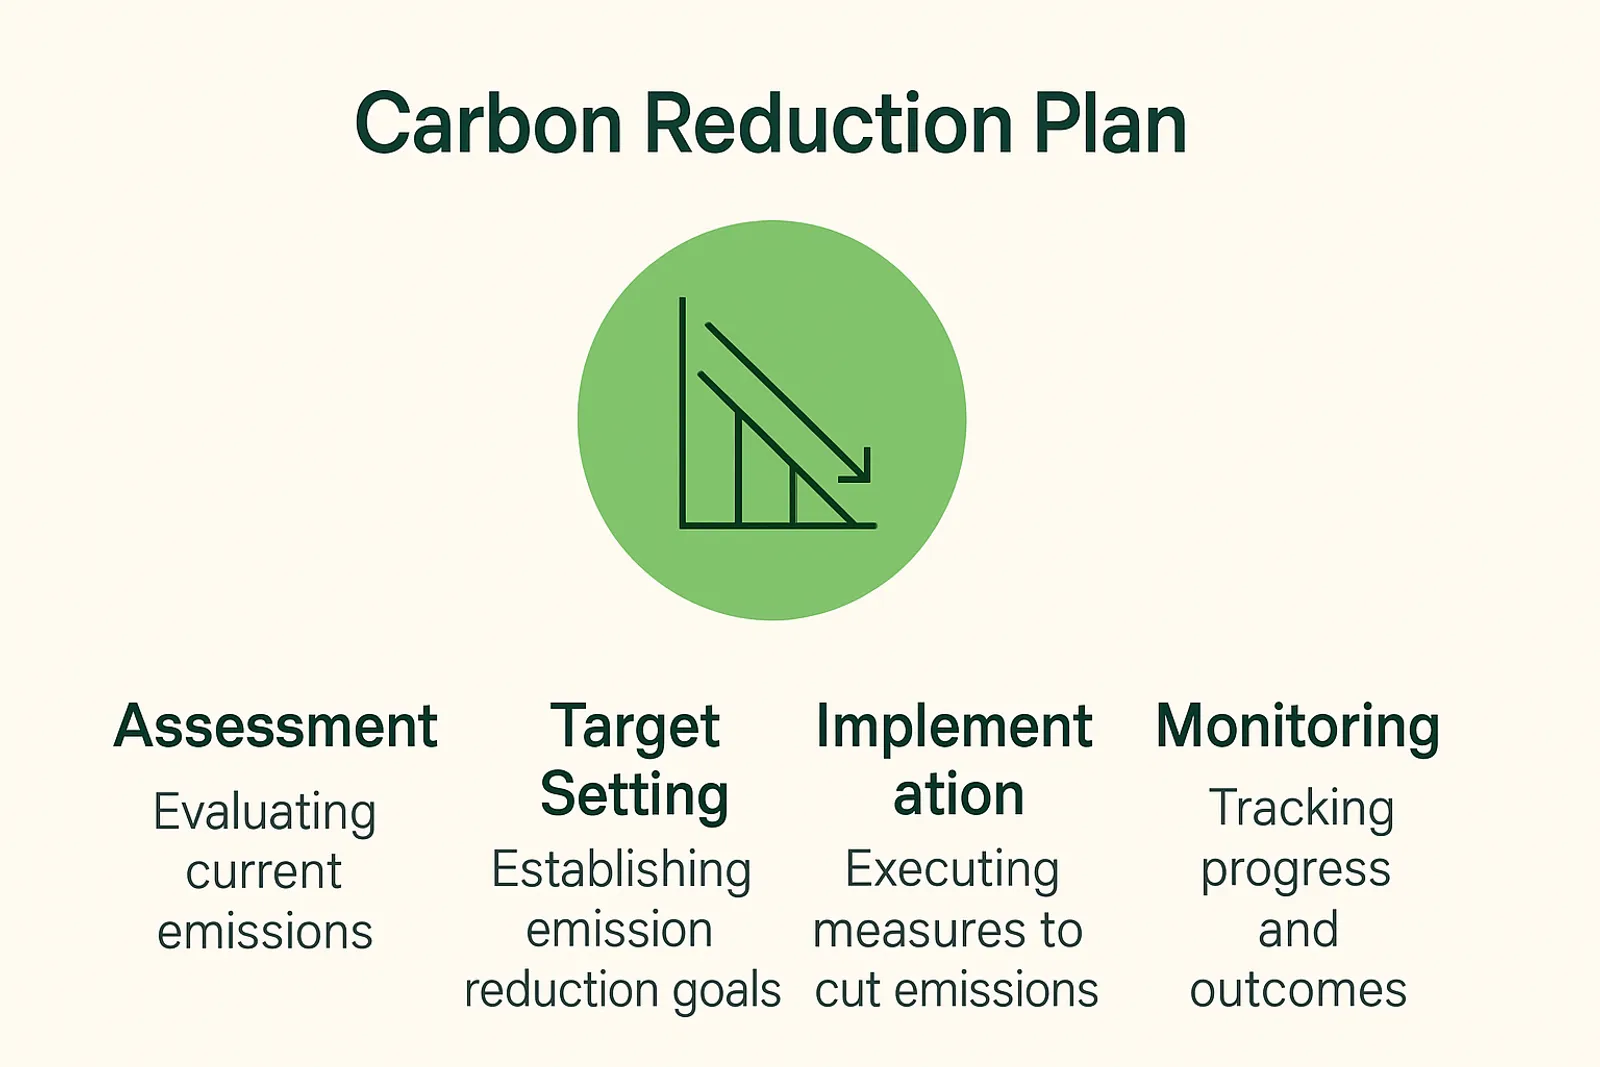 Carbon Reduction Plan
Assessment
Evaluating
current
emissions
Target
Setting
Establishing
emission
reduction goals
Implement
ation
Executing
measures to
cut emissions
Monitoring
Tracking
progress
and
outcomes